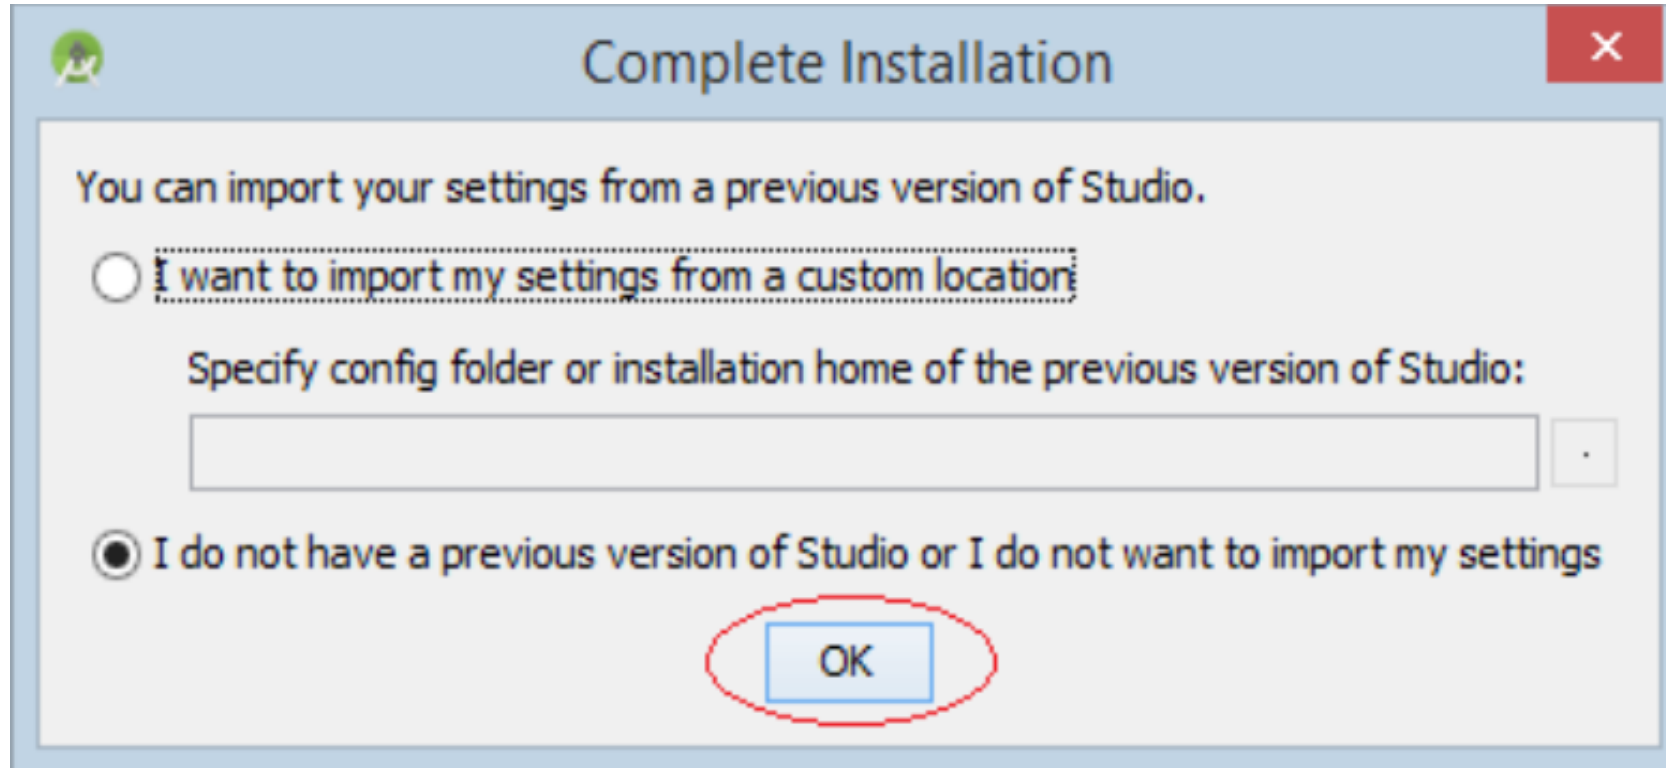 Complete Installation
You can import your settings from a previous version of Studio.
I want to import my settings from a custom location
Specify config folder or installation home of the previous version of Studio:
.
I do not have a previous version of Studio or I do not want to import my settings
OK